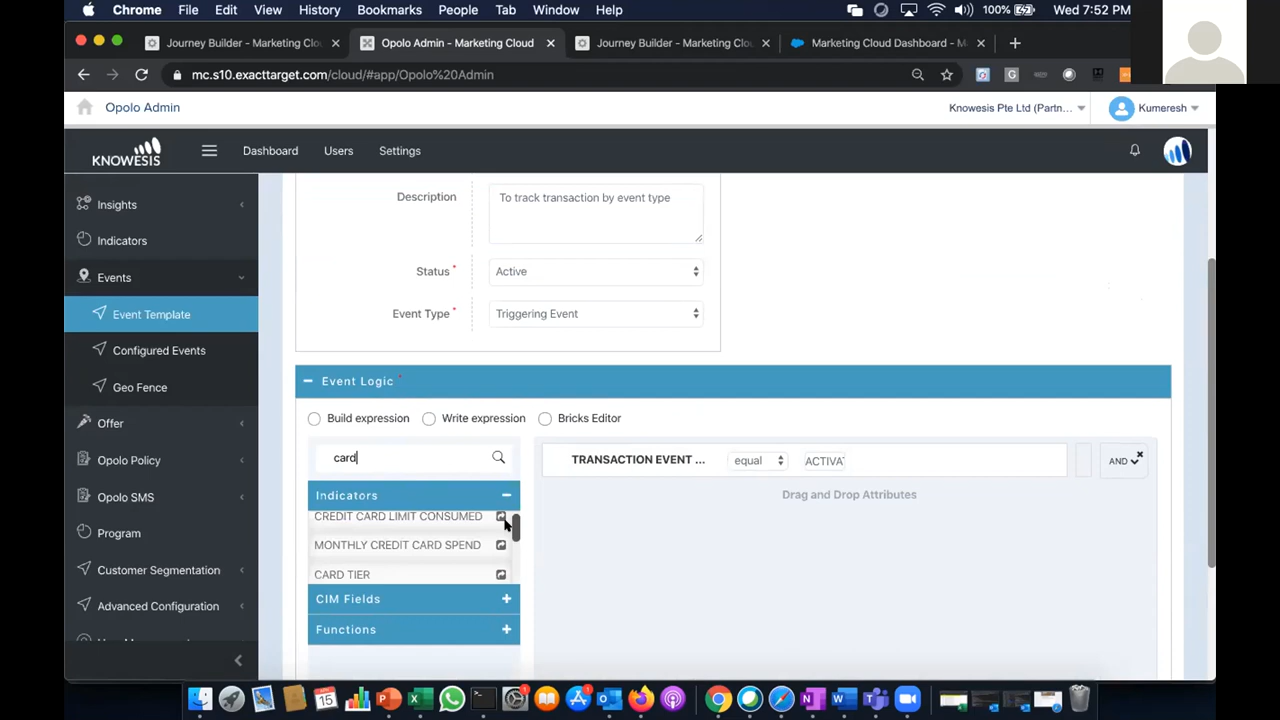 Chrome File Edit View History Bookmarks People Tab Window Help 100% Wed 7:52 PM
Journey Builder - Marketing Clo × Opolo Admin - Marketing Cloud × Journey Builder - Marketing Clo × Marketing Cloud Dashboard - M × +
mc.s10.exacttarget.com/cloud/#app/Opolo%20Admin
Opolo Admin Knowesis Pte Ltd (Partn... Kumeresh
KNOWESIS Dashboard Users Settings
Insights
Indicators
Events
Event Template
Configured Events
Geo Fence
Offer
Opolo Policy
Opolo SMS
Program
Customer Segmentation
Advanced Configuration
Description To track transaction by event type
Status * Active
Event Type * Triggering Event
Event Logic *
Build expression Write expression Bricks Editor
card
TRANSACTION EVENT ... equal ACTIVAT AND
Drag and Drop Attributes
Indicators
CREDIT CARD LIMIT CONSUMED
MONTHLY CREDIT CARD SPEND
CARD TIER
CIM Fields
Functions